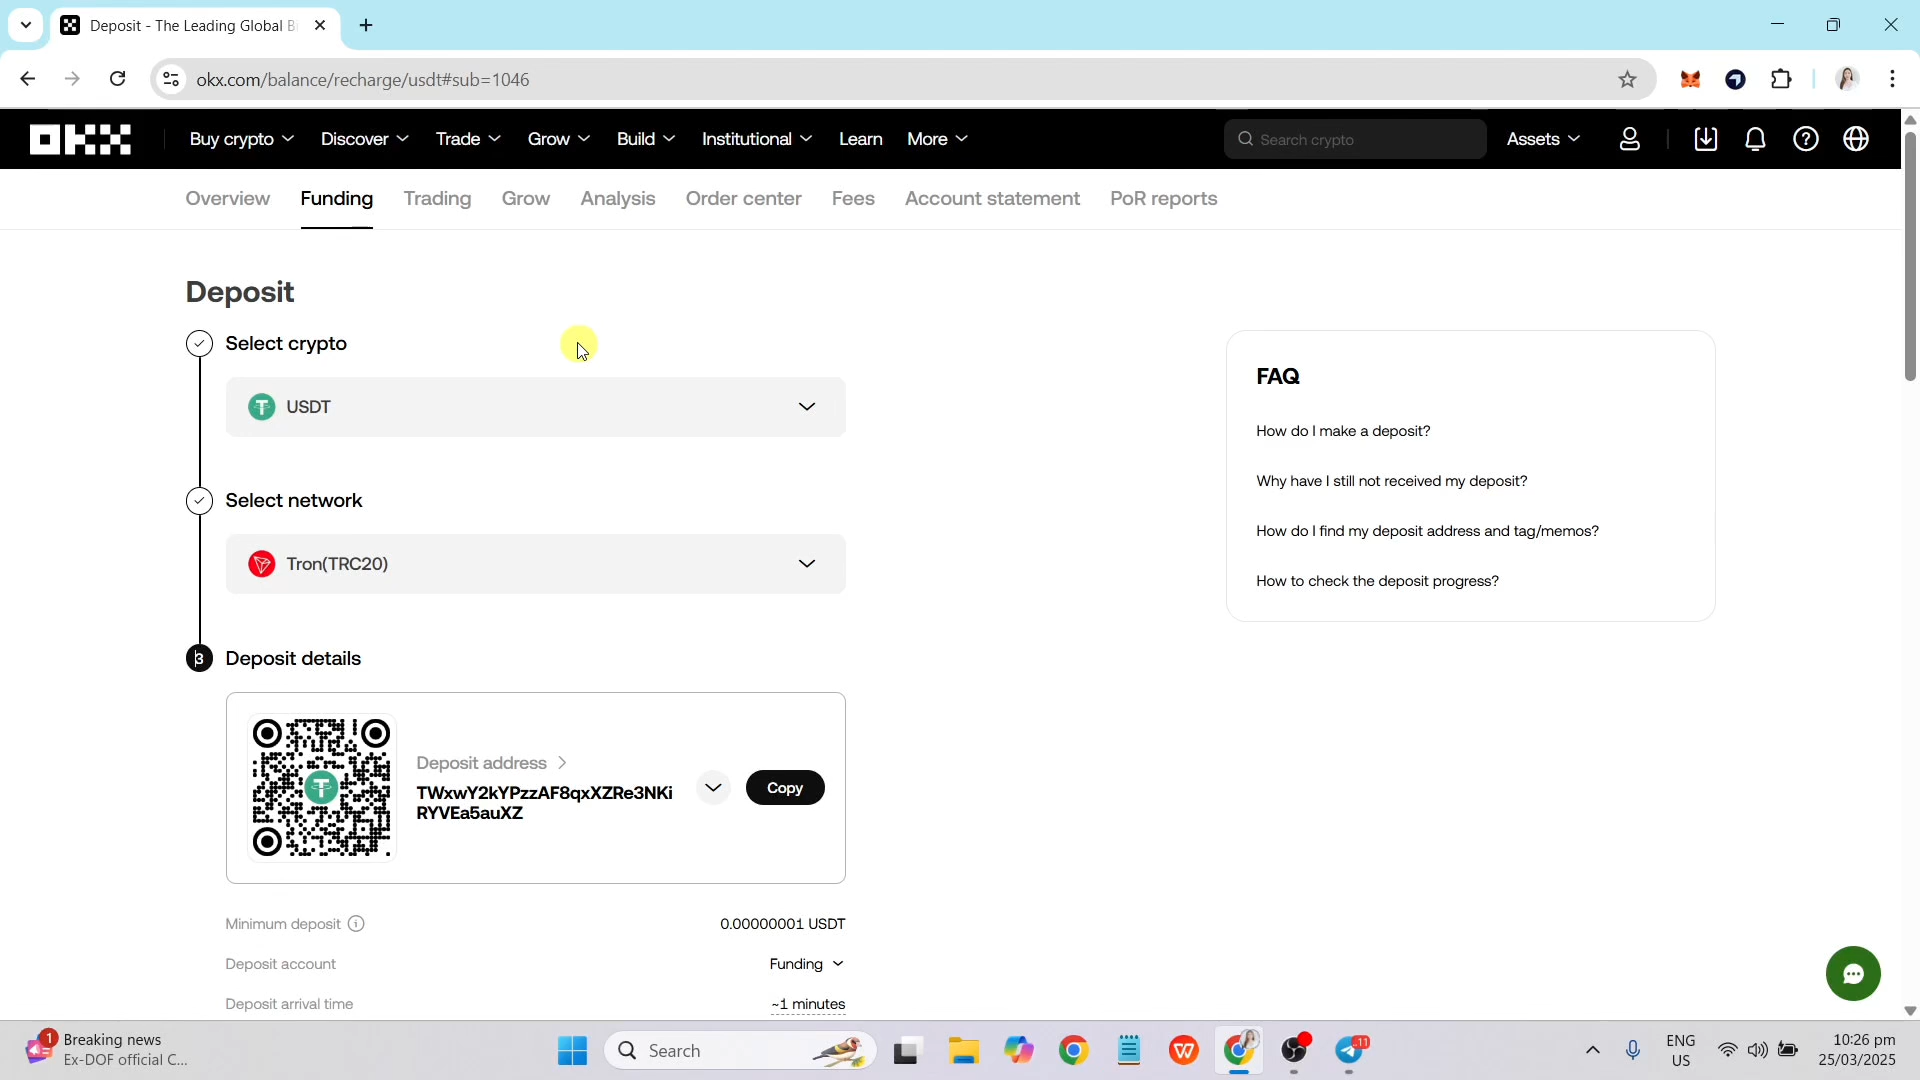 Deposit - The Leading Global B
okx.com/balance/recharge/usdt#sub=1046
OKX
Buy crypto
Discover
Trade
Grow
Build
Institutional
Learn
More
Search crypto
Assets
Overview
Funding
Trading
Grow
Analysis
Order center
Fees
Account statement
PoR reports
Deposit
Select crypto
USDT
Select network
Tron(TRC20)
3
Deposit details
Deposit address
TWxwY2kYPzzAF8qxXZRe3NKi
RYVEa5auXZ
Copy
Minimum deposit
0.00000001 USDT
Deposit account
Funding
Deposit arrival time
~1 minutes
FAQ
How do I make a deposit?
Why have I still not received my deposit?
How do I find my deposit address and tag/memos?
How to check the deposit progress?
1
Breaking news
Ex-DOF official C...
Search
11
ENG
US
10:26 pm
25/03/2025